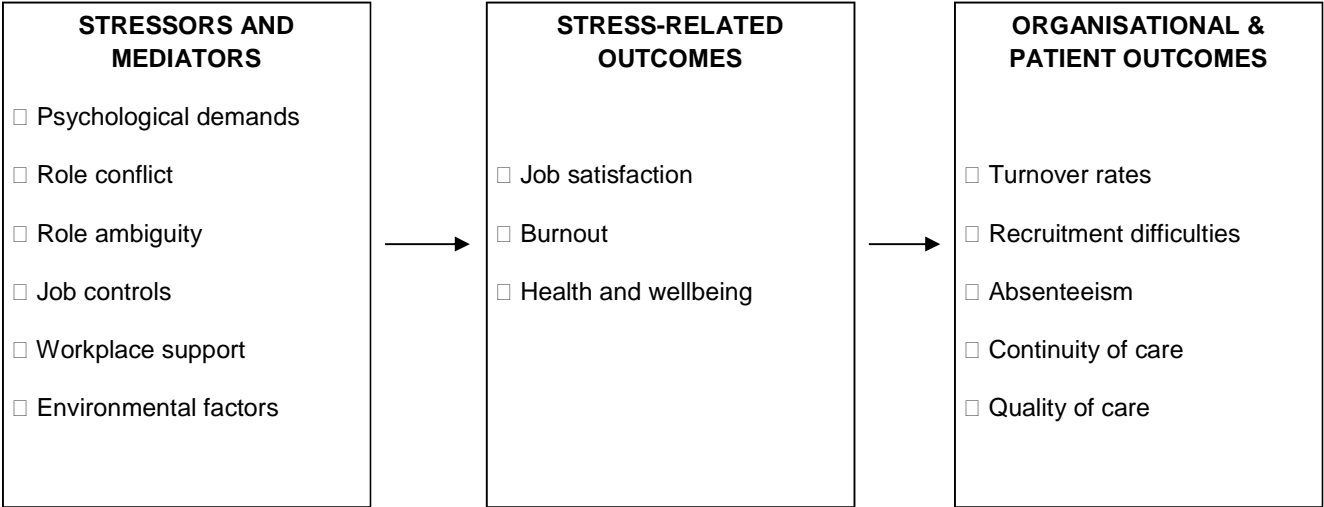 STRESSORS AND
MEDIATORS
□ Psychological demands
□ Role conflict
□ Role ambiguity
□ Job controls
□ Workplace support
□ Environmental factors
STRESS-RELATED
OUTCOMES
□ Job satisfaction
□ Burnout
□ Health and wellbeing
ORGANISATIONAL &
PATIENT OUTCOMES
□ Turnover rates
□ Recruitment difficulties
□ Absenteeism
□ Continuity of care
□ Quality of care